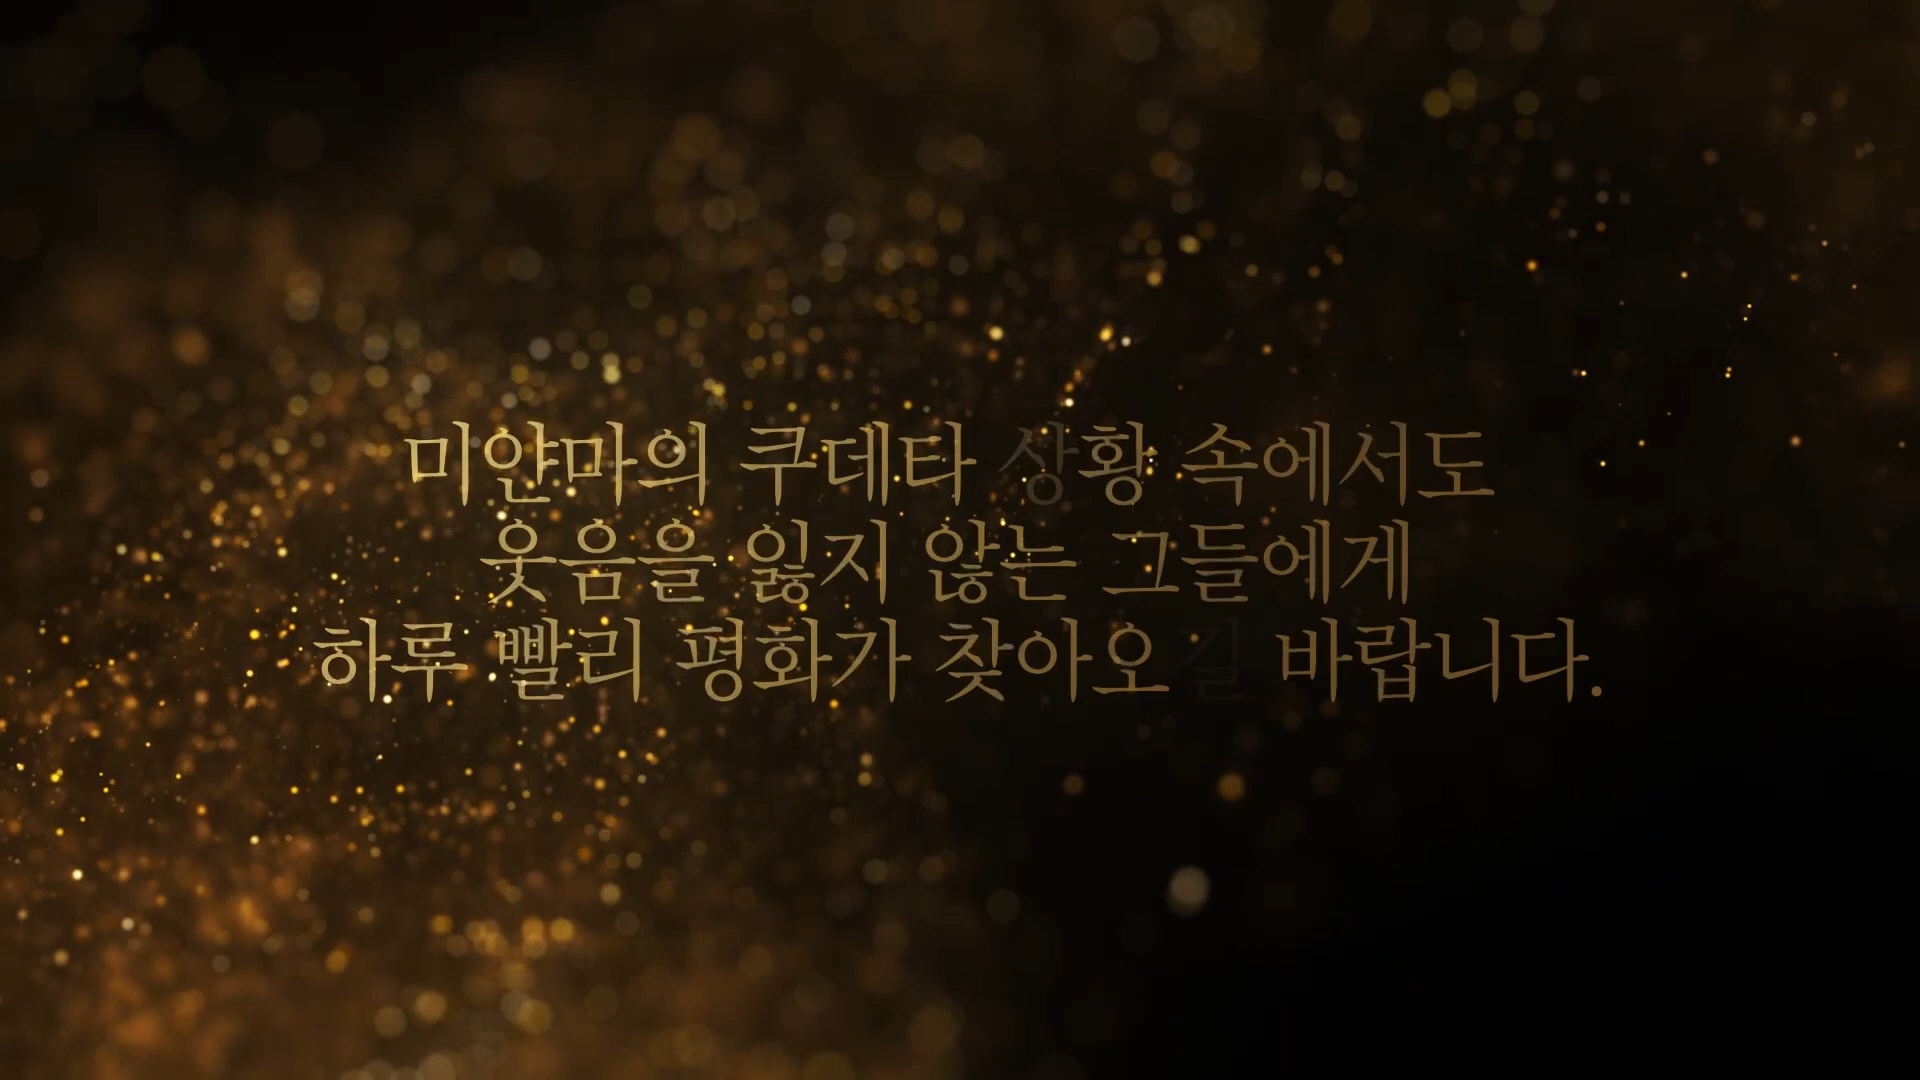 미얀마의 쿠데타 상황 속에서도
웃음을 잃지 않는 그들에게
하루 빨리 평화가 찾아오길 바랍니다.